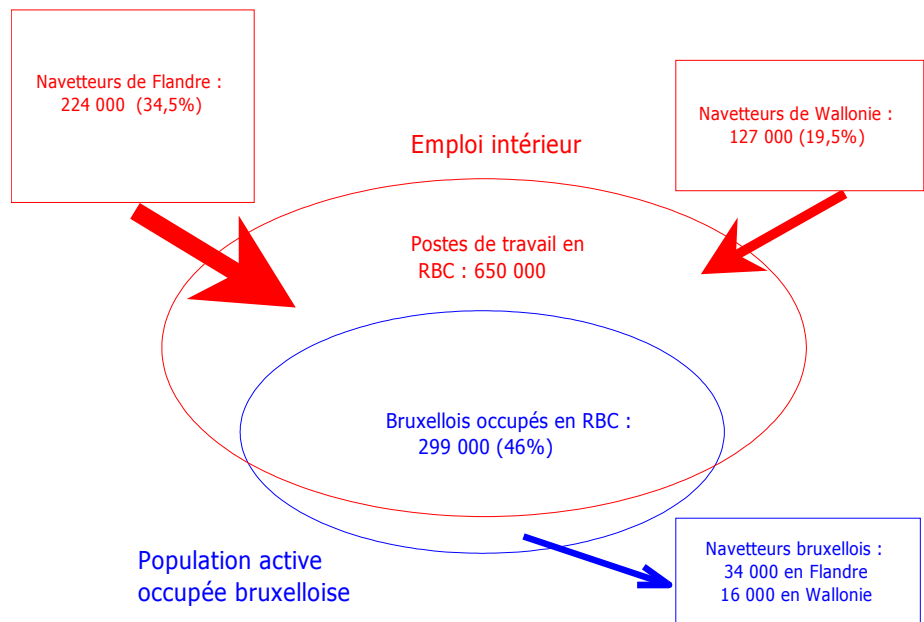 Navetteurs de Flandre :
224 000 (34,5%)
Navetteurs de Wallonie :
127 000 (19,5%)
Emploi intérieur
Postes de travail en
RBC : 650 000
Bruxellois occupés en RBC :
299 000 (46%)
Population active
occupée bruxelloise
Navetteurs bruxellois :
34 000 en Flandre
16 000 en Wallonie